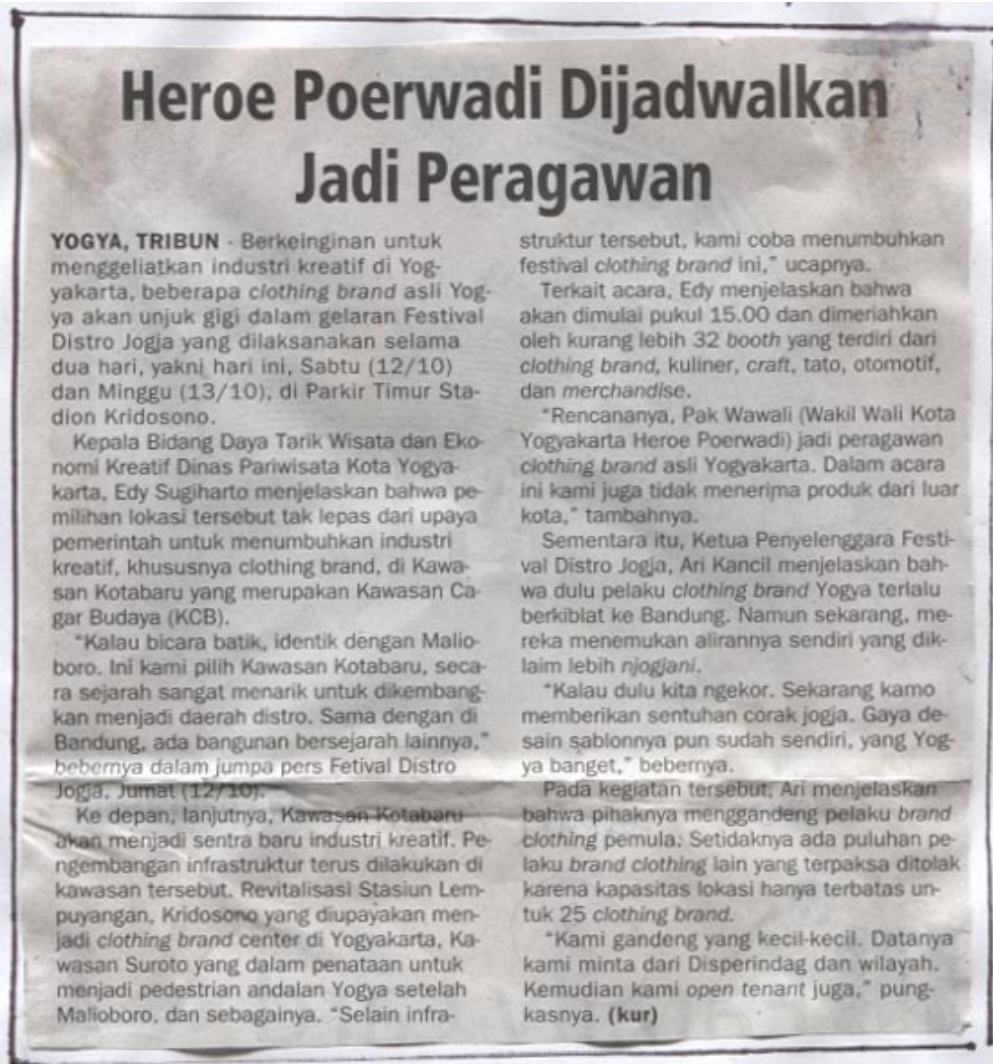 Heroe Poerwadi Dijadwalkan
Jadi Peragawan
YOGYA, TRIBUN - Berkeinginan untuk
menggeliatkan industri kreatif di Yog-
yakarta, beberapa clothing brand asli Yog-
ya akan unjuk gigi dalam gelaran Festival
Distro Jogja yang dilaksanakan selama
dua hari, yakni hari ini, Sabtu (12/10)
dan Minggu (13/10), di Parkir Timur Sta-
dion Kridosono.
Kepala Bidang Daya Tarik Wisata dan Eko-
nomi Kreatif Dinas Pariwisata Kota Yogya-
karta, Edy Sugiharto menjelaskan bahwa pe-
milihan lokasi tersebut tak lepas dari upaya
pemerintah untuk menumbuhkan industri
kreatif, khususnya clothing brand, di Kawa-
san Kotabaru yang merupakan Kawasan Ca-
gar Budaya (KCB).
"Kalau bicara batik, identik dengan Malio-
boro. Ini kami pilih Kawasan Kotabaru, seca-
ra sejarah sangat menarik untuk dikembang-
kan menjadi daerah distro. Sama dengan di
Bandung, ada bangunan bersejarah lainnya,"
bebernya dalam jumpa pers Fetival Distro
Jogja, Jumat (12/10).
Ke depan, lanjutnya, Kawasan Kotabaru
akan menjadi sentra baru industri kreatif. Pe-
ngembangan infrastruktur terus dilakukan di
kawasan tersebut. Revitalisasi Stasiun Lem-
puyangan, Kridosono yang diupayakan men-
jadi clothing brand center di Yogyakarta, Ka-
wasan Suroto yang dalam penataan untuk
menjadi pedestrian andalan Yogya setelah
Malioboro, dan sebagainya. "Selain infra-
struktur tersebut, kami coba menumbuhkan
festival clothing brand ini," ucapnya.
Terkait acara, Edy menjelaskan bahwa
akan dimulai pukul 15.00 dan dimeriahkan
oleh kurang lebih 32 booth yang terdiri dari
clothing brand, kuliner, craft, tato, otomotif,
dan merchandise.
"Rencananya, Pak Wawali (Wakil Wali Kota
Yogyakarta Heroe Poerwadi) jadi peragawan
clothing brand asli Yogyakarta. Dalam acara
ini kami juga tidak menerima produk dari luar
kota," tambahnya.
Sementara itu, Ketua Penyelenggara Festi-
val Distro Jogja, Ari Kancil menjelaskan bah-
wa dulu pelaku clothing brand Yogya terlalu
berkiblat ke Bandung. Namun sekarang, me-
reka menemukan alirannya sendiri yang dik-
laim lebih njogjani.
"Kalau dulu kita ngekor. Sekarang kamo
memberikan sentuhan corak jogja. Gaya de-
sain sablonnya pun sudah sendiri, yang Yog-
ya banget," bebernya.
Pada kegiatan tersebut, Ari menjelaskan
bahwa pihaknya menggandeng pelaku brand
clothing pemula. Setidaknya ada puluhan pe-
laku brand clothing lain yang terpaksa ditolak
karena kapasitas lokasi hanya terbatas un-
tuk 25 clothing brand.
"Kami gandeng yang kecil-kecil. Datanya
kami minta dari Disperindag dan wilayah.
Kemudian kami open tenant juga," pung-
kasnya. (kur)